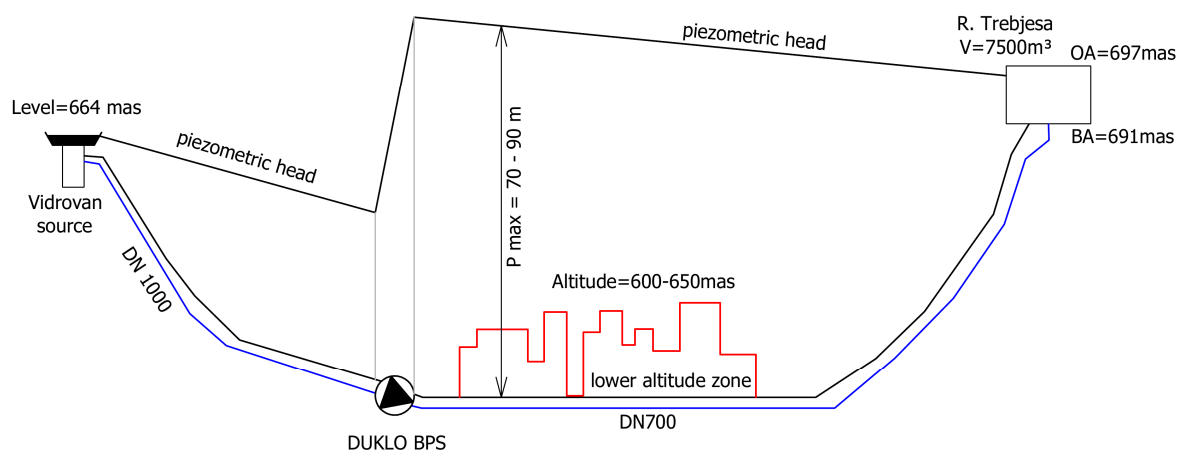 piezometric head
R. Trebjesa
V=7500m³
OA=697mas
BA=691mas
Level=664 mas
piezometric head
Vidrovan
source
DN 1000
P max = 70 - 90 m
Altitude=600-650mas
lower altitude zone
DN700
DUKLO BPS